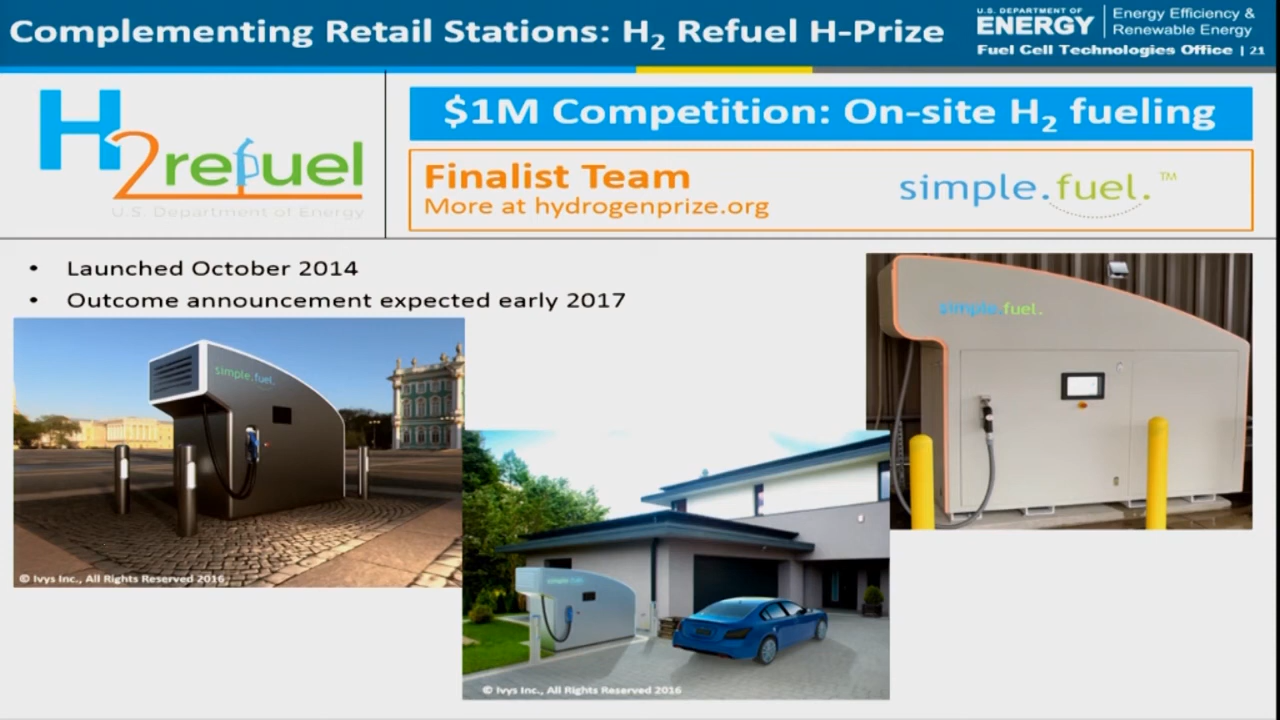 Complementing Retail Stations: H2 Refuel H-Prize
U.S. DEPARTMENT OF
ENERGY
Energy Efficiency &
Renewable Energy
Fuel Cell Technologies Office | 21
H2refuel
U.S. Department of Energy
$1M Competition: On-site H2 fueling
Finalist Team
More at hydrogenprize.org
simple.fuel.™
• Launched October 2014
• Outcome announcement expected early 2017
simple.fuel.
© Ivys Inc., All Rights Reserved 2016
simple.fuel.
© Ivys Inc., All Rights Reserved 2016
simple.fuel.